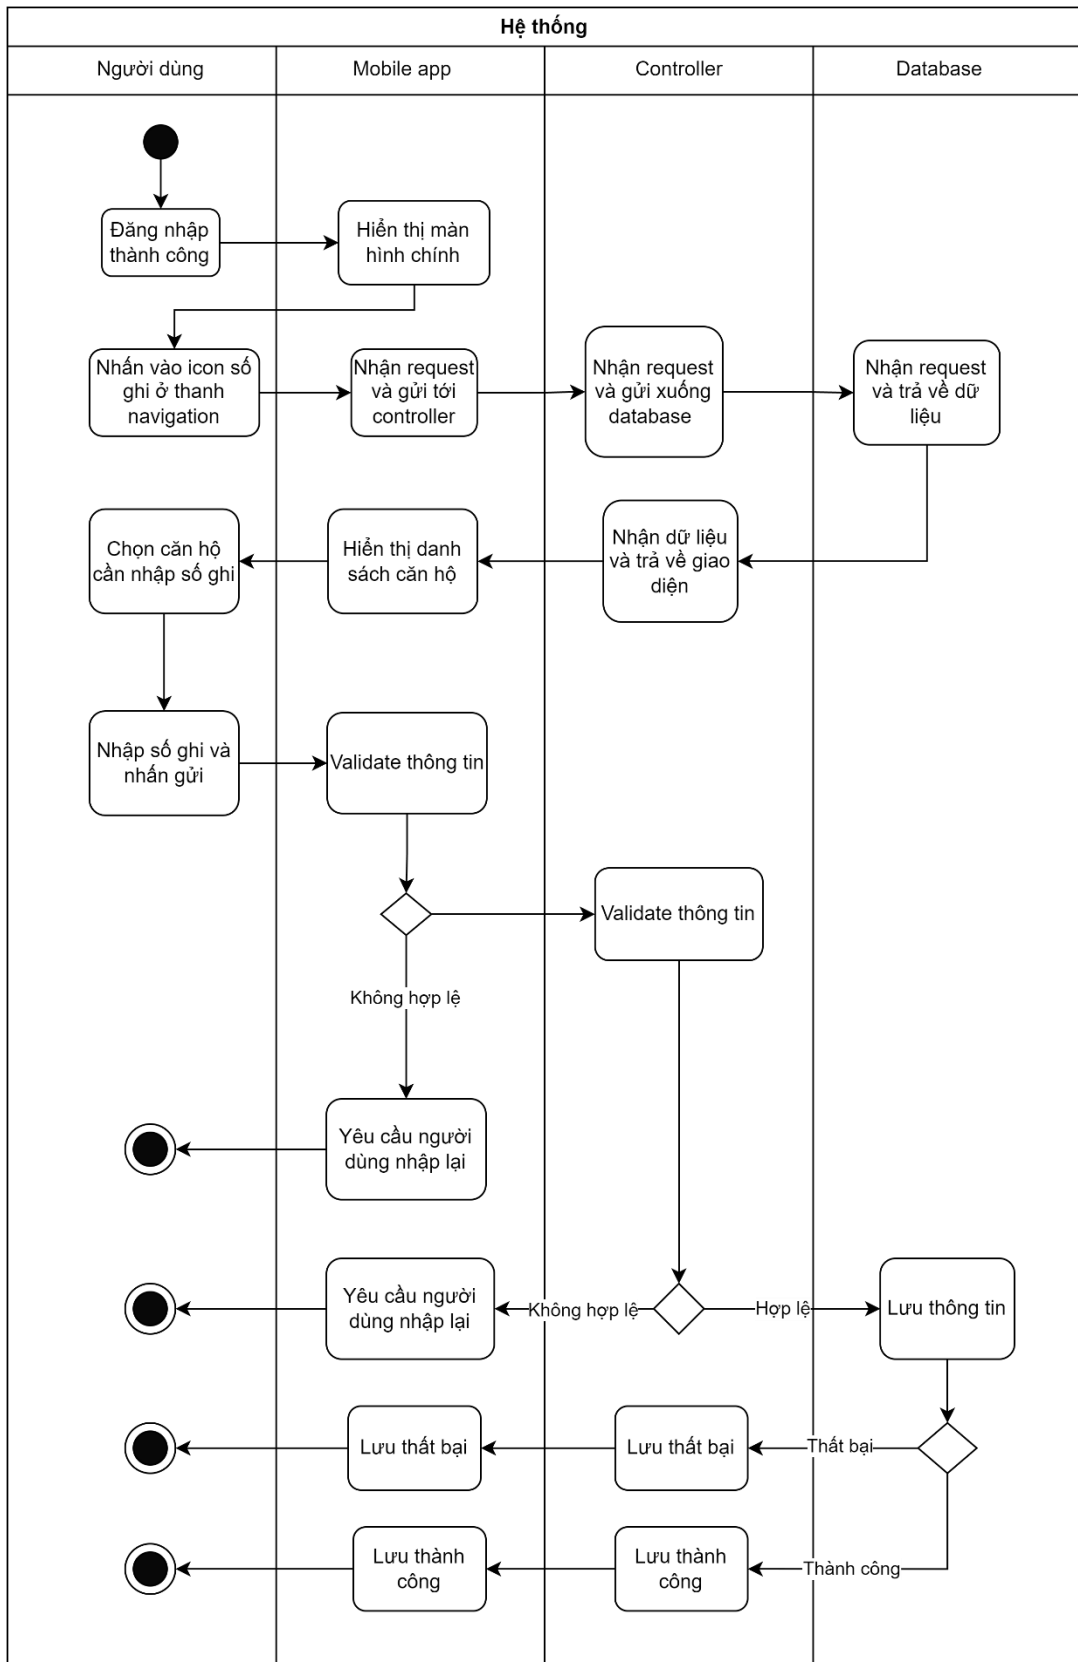 Hệ thống
Người dùng
Mobile app
Controller
Database
Đăng nhập
thành công
Hiển thị màn
hình chính
Nhấn vào icon số
ghi ở thanh
navigation
Nhận request
và gửi tới
controller
Nhận request
và gửi xuống
database
Nhận request
và trả về dữ
liệu
Chọn căn hộ
cần nhập số ghi
Hiển thị danh
sách căn hộ
Nhận dữ liệu
và trả về giao
diện
Nhập số ghi và
nhấn gửi
Validate thông tin
Validate thông tin
Không hợp lệ
Yêu cầu người
dùng nhập lại
Yêu cầu người
dùng nhập lại
Không hợp lệ
Hợp lệ
Lưu thông tin
Lưu thất bại
Lưu thất bại
Thất bại
Lưu thành
công
Lưu thành
công
Thành công